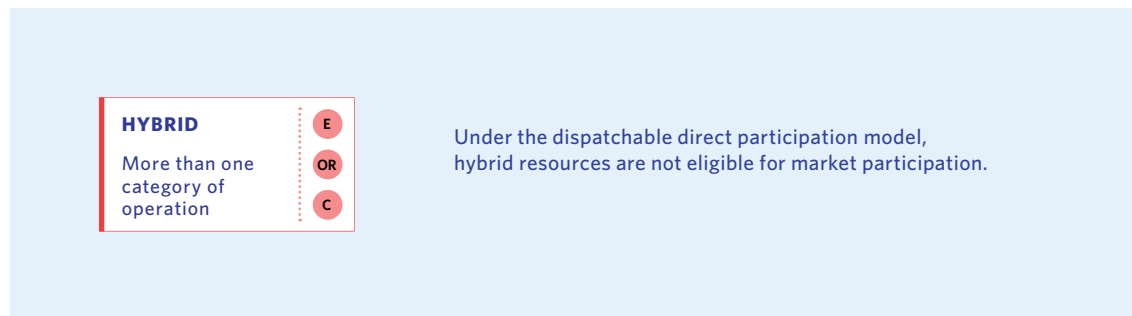 HYBRID
More than one
category of
operation
E
OR
C
Under the dispatchable direct participation model,
hybrid resources are not eligible for market participation.